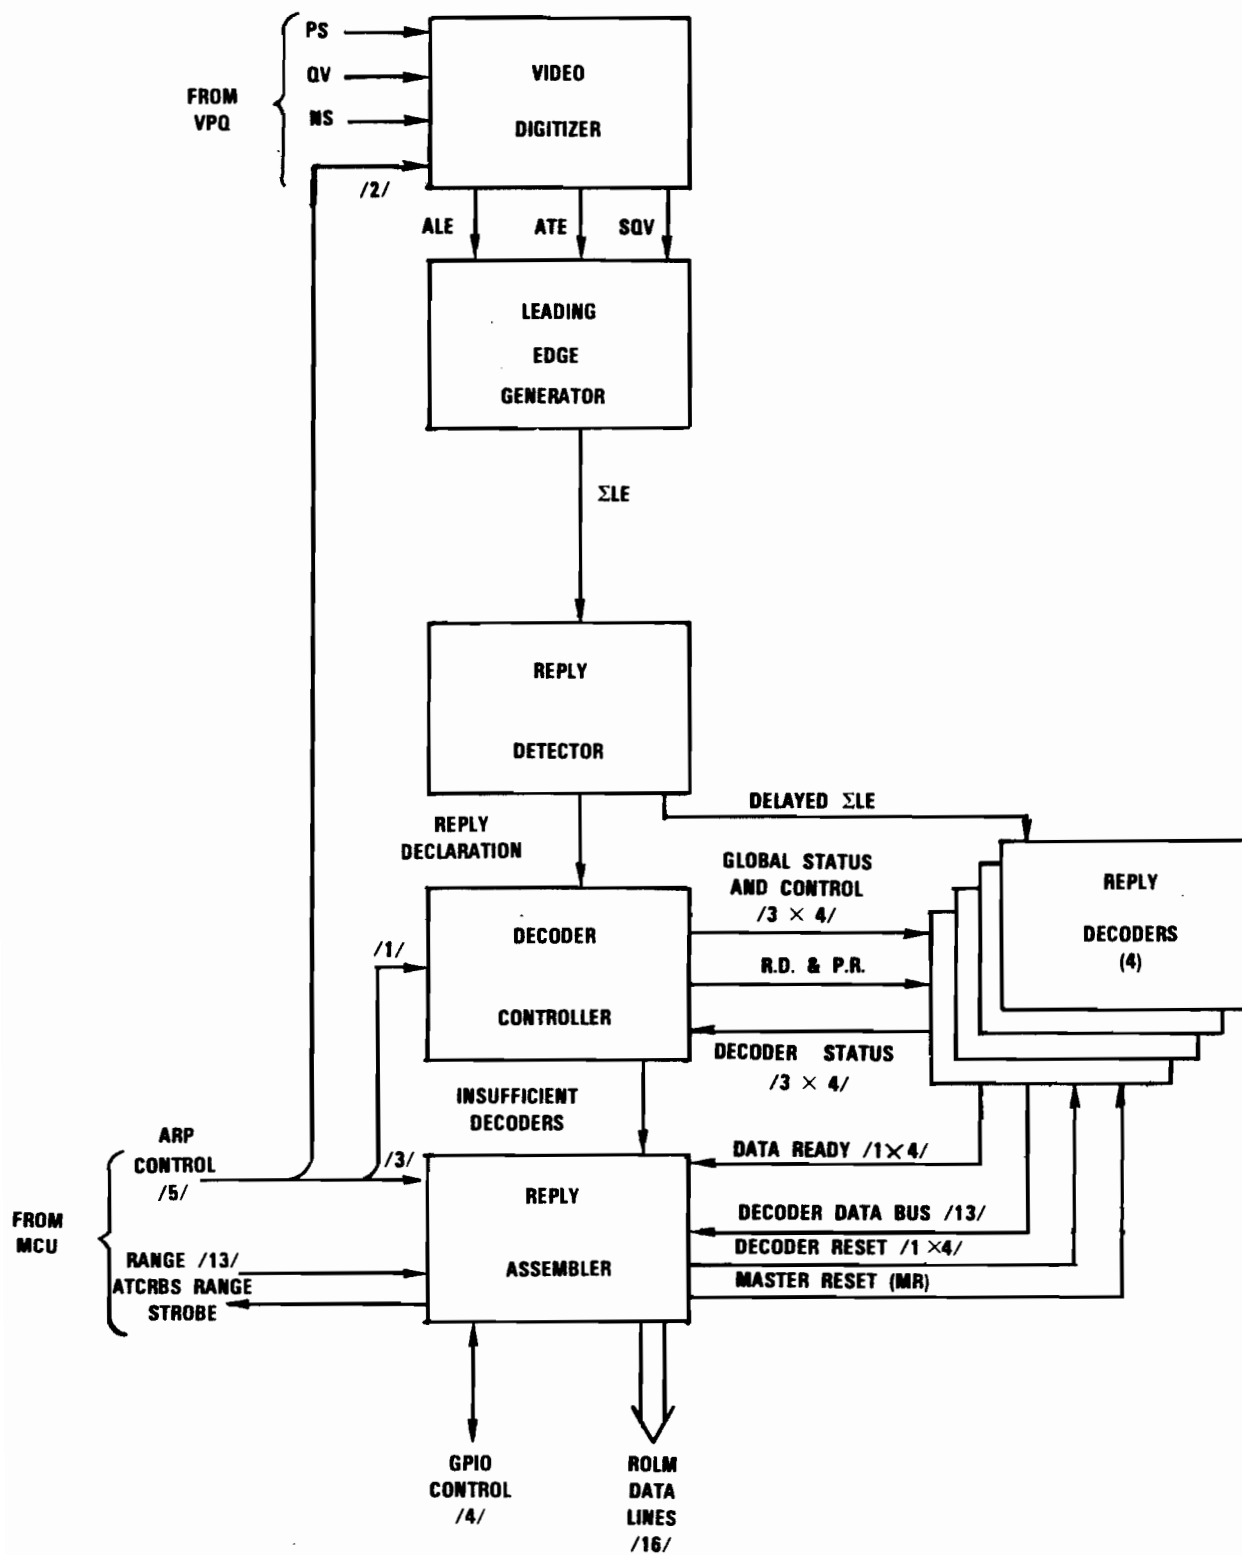 PS
QV
NS
FROM
VPQ
/2/
VIDEO
DIGITIZER
ALE
ATE
SQV
LEADING
EDGE
GENERATOR
ΣLE
REPLY
DETECTOR
REPLY
DECLARATION
DELAYED ΣLE
GLOBAL STATUS
AND CONTROL
/3 × 4/
REPLY
DECODERS
(4)
/1/
DECODER
CONTROLLER
R.D. & P.R.
DECODER STATUS
/3 × 4/
INSUFFICIENT
DECODERS
ARP
CONTROL
/5/
/3/
FROM
MCU
RANGE /13/
ATCRBS RANGE
STROBE
REPLY
ASSEMBLER
DATA READY /1×4/
DECODER DATA BUS /13/
DECODER RESET /1 ×4/
MASTER RESET (MR)
GPIO
CONTROL
/4/
ROLM
DATA
LINES
/16/